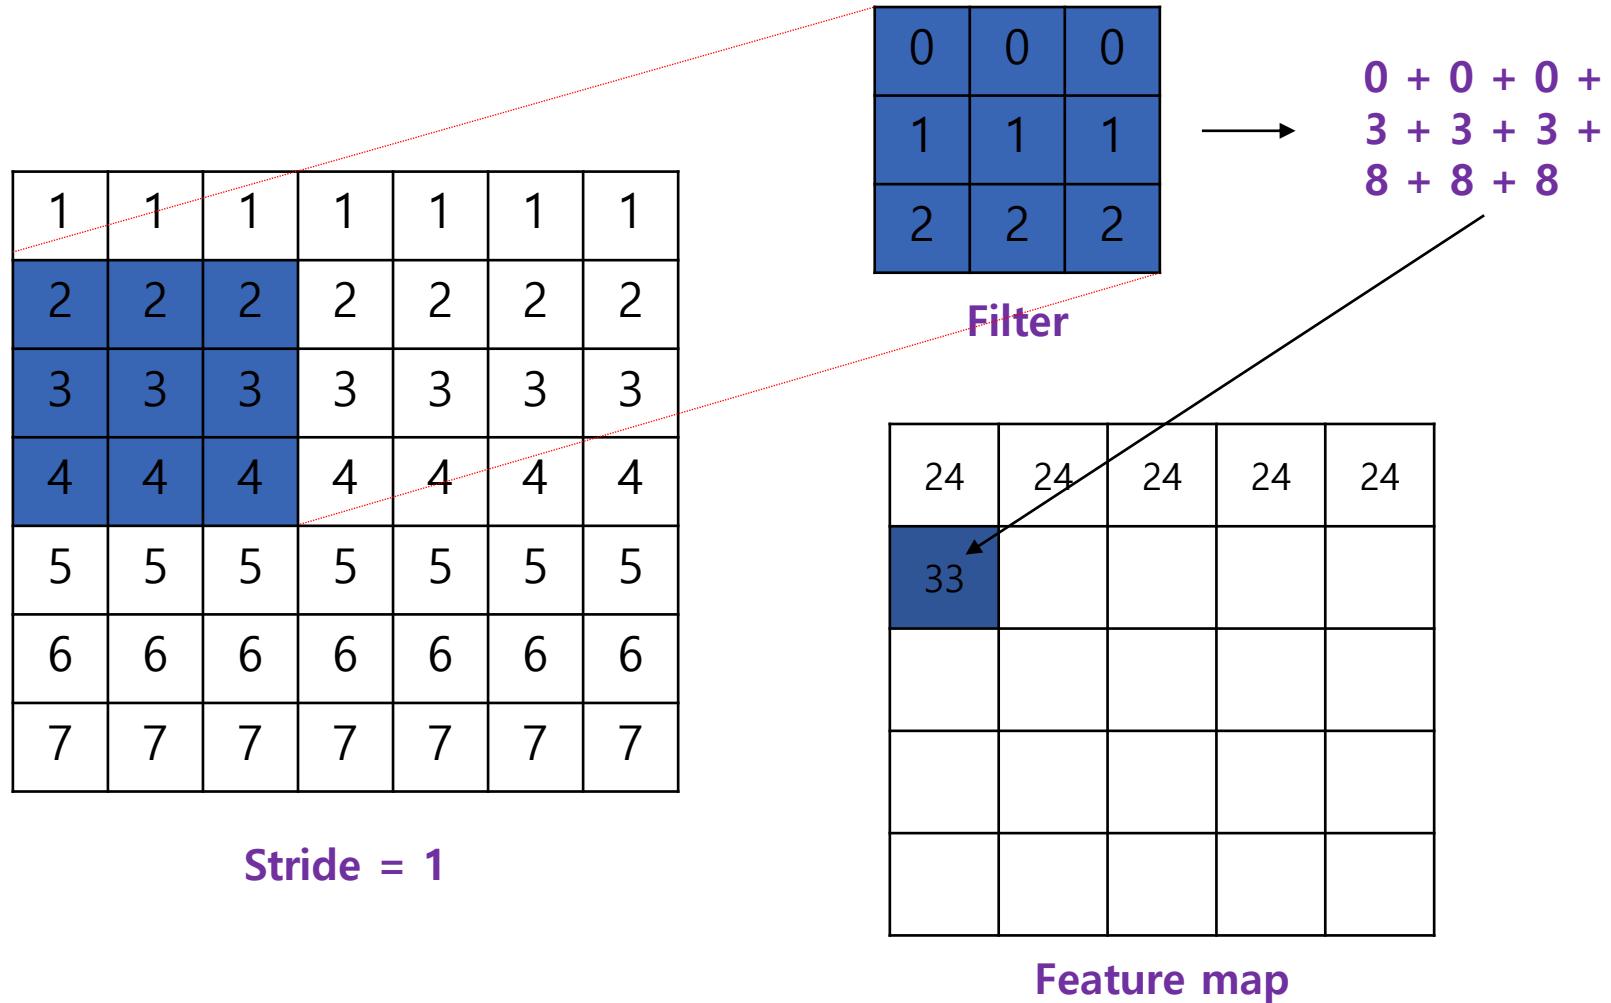 0 0 0
1 1 1
2 2 2
Filter
0 + 0 + 0 +
3 + 3 + 3 +
8 + 8 + 8
1 1 1 1 1 1 1
2 2 2 2 2 2 2
3 3 3 3 3 3 3
4 4 4 4 4 4 4
5 5 5 5 5 5 5
6 6 6 6 6 6 6
7 7 7 7 7 7 7
Stride = 1
24 24 24 24 24
33
Feature map